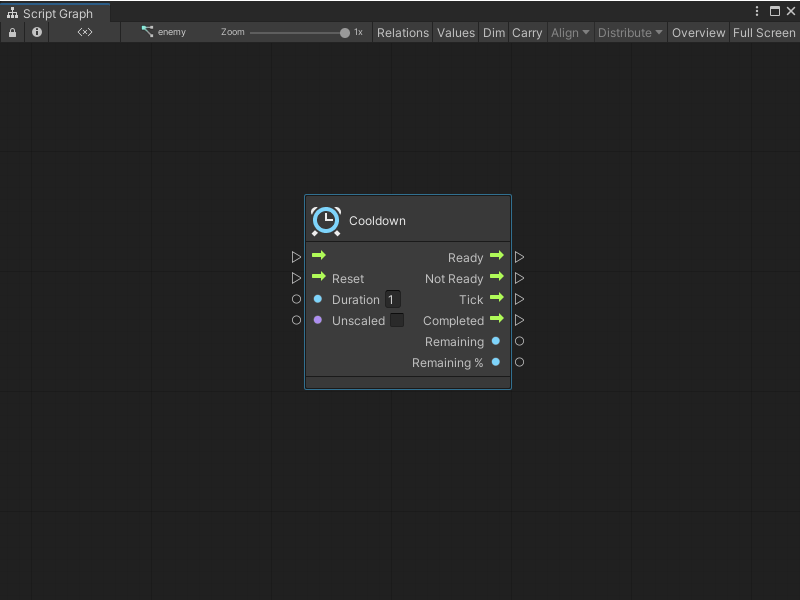 Script Graph
enemy Zoom 1x Relations Values Dim Carry Align Distribute Overview Full Screen
Cooldown
Ready
Reset Not Ready
Duration 1 Tick
Unscaled Completed
Remaining
Remaining %